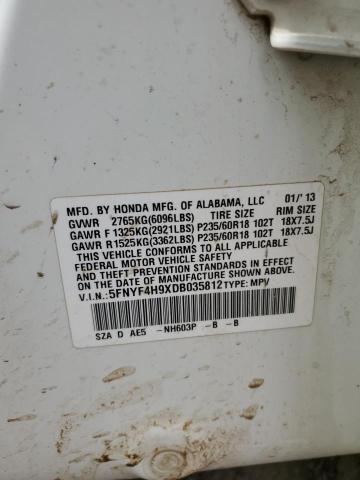 MFD. BY HONDA MFG. OF ALABAMA, LLC 01/'13
GVWR 2765KG(6096LBS) TIRE SIZE RIM SIZE
GAWR F 1325KG(2921LBS) P235/60R18 102T 18X7.5J
GAWR R 1525KG(3362LBS) P235/60R18 102T 18X7.5J
THIS VEHICLE CONFORMS TO ALL APPLICABLE
FEDERAL MOTOR VEHICLE SAFETY
AND THEFT PREVENTION STANDARDS IN EFFECT ON
THE DATE OF MANUFACTURE SHOWN ABOVE.
V.I.N.: 5FNYF4H9XDB035812 TYPE: MPV
SZA D AE5 -NH603P -B -B